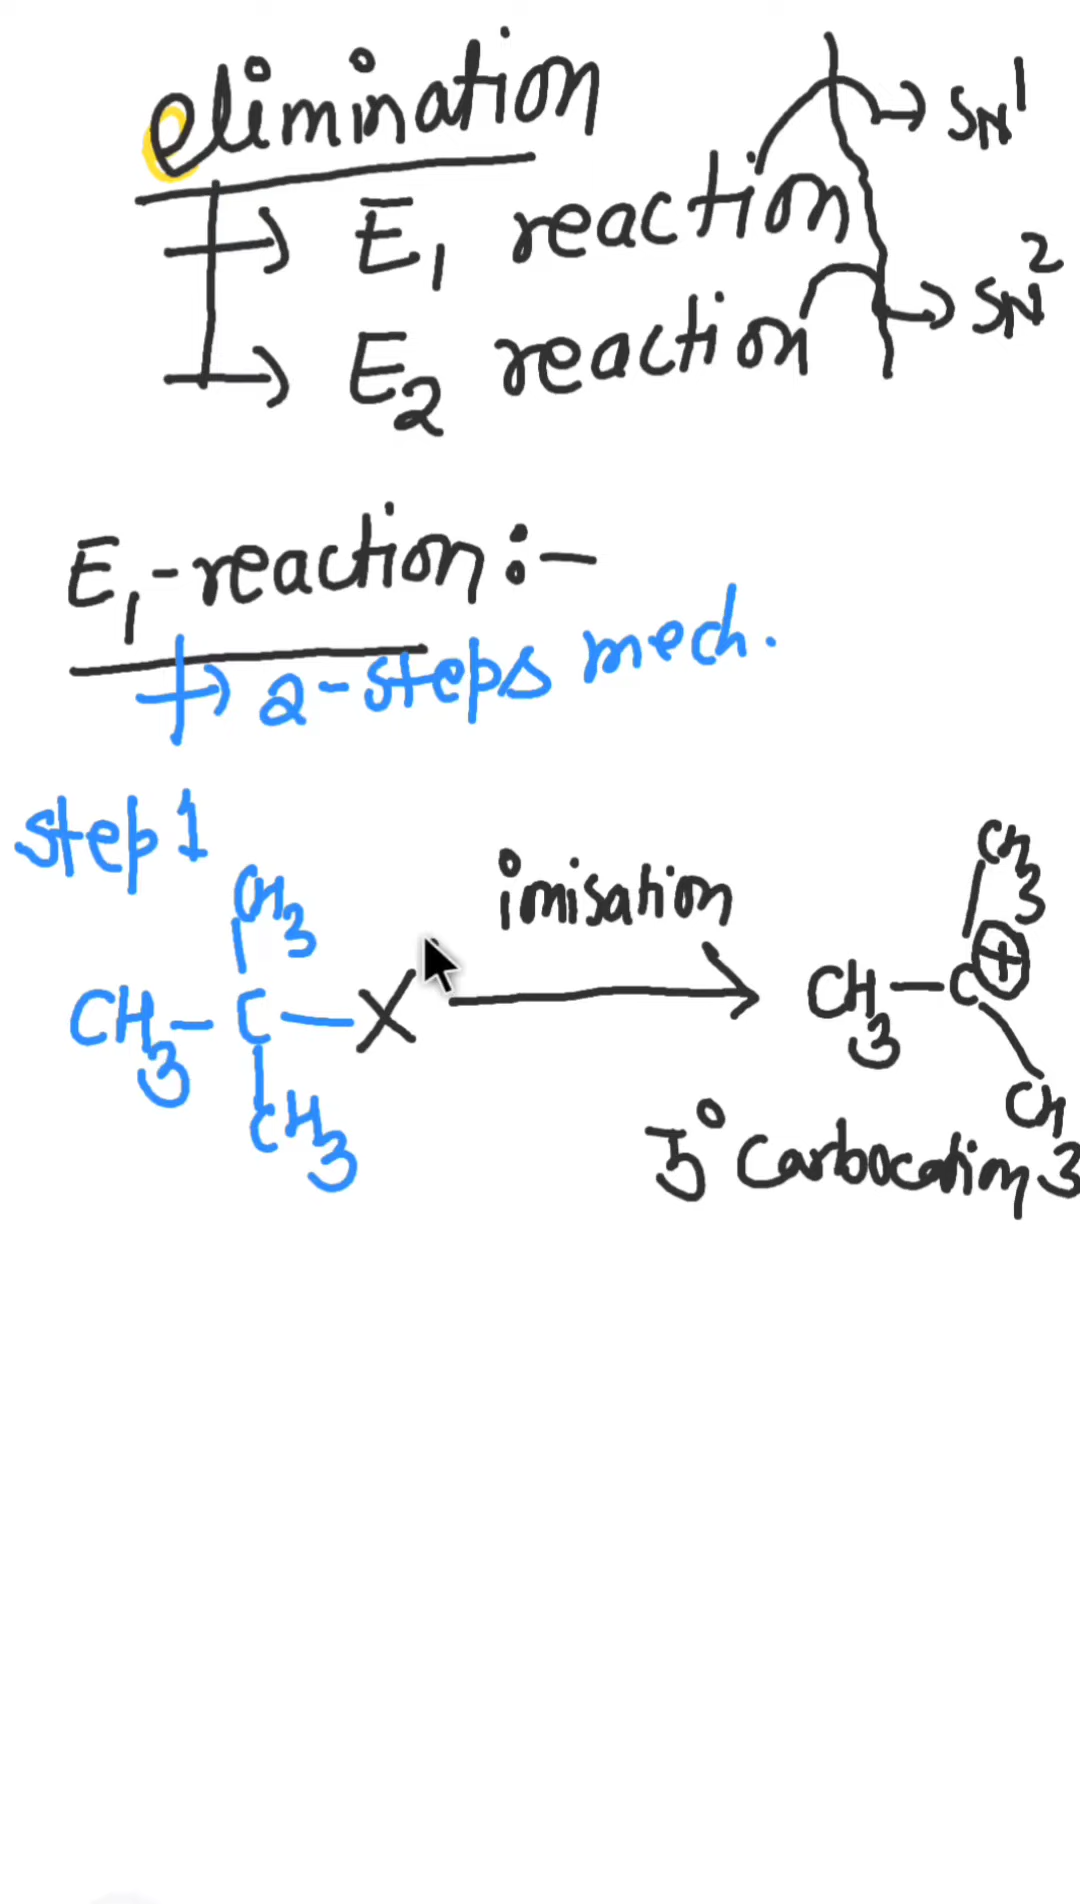 elimination
→ E₁ reaction → SN¹
→ E₂ reaction → SN²
E₁-reaction :-
→ 2-steps mech.
step 1
CH₃
CH₃-C-X
CH₃
ionisation
CH₃
CH₃-C⊕
CH₃
3° Carbocation